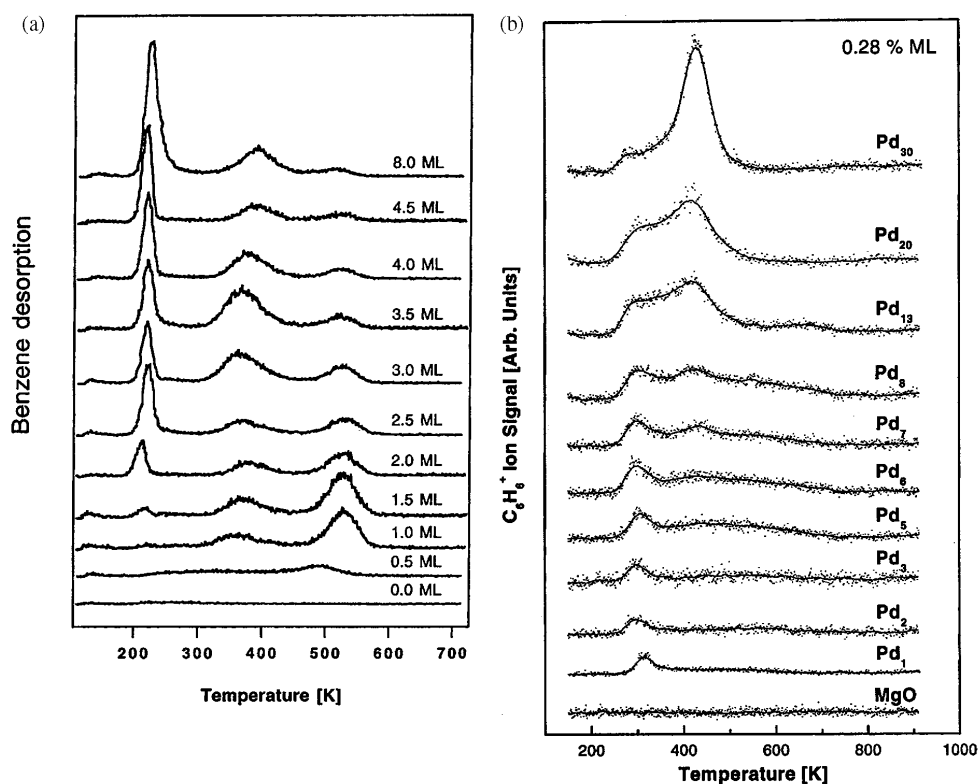 (a)
Benzene desorption
8.0 ML
4.5 ML
4.0 ML
3.5 ML
3.0 ML
2.5 ML
2.0 ML
1.5 ML
1.0 ML
0.5 ML
0.0 ML
200 300 400 500 600 700
Temperature [K]
(b)
0.28 % ML
C₆H₆⁺ Ion Signal [Arb. Units]
Pd₃₀
Pd₂₀
Pd₁₃
Pd₈
Pd₇
Pd₆
Pd₅
Pd₃
Pd₂
Pd₁
MgO
200 400 600 800 1000
Temperature [K]